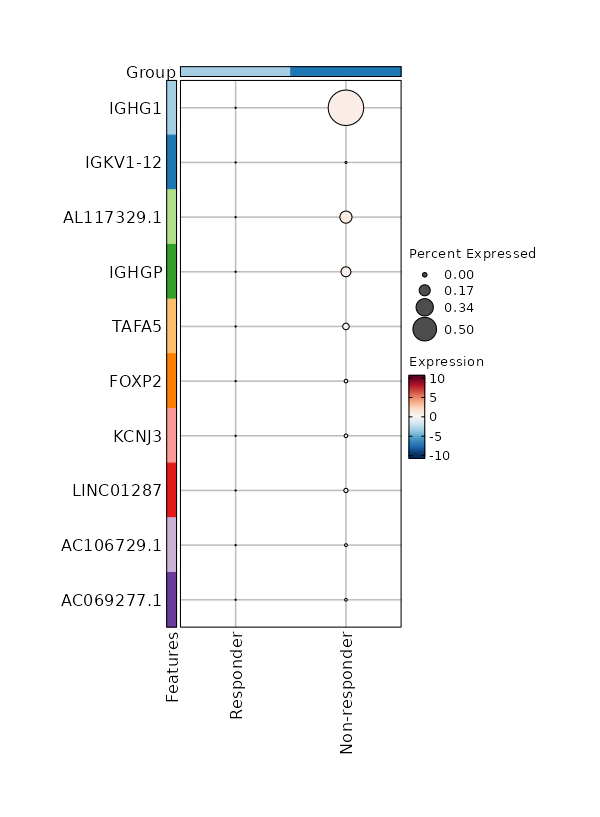 Group
IGHG1
IGKV1-12
AL117329.1
IGHGP
TAFA5
FOXP2
KCNJ3
LINC01287
AC106729.1
AC069277.1
Features
Responder
Non-responder
Percent Expressed
0.00
0.17
0.34
0.50
Expression
10
5
0
-5
-10